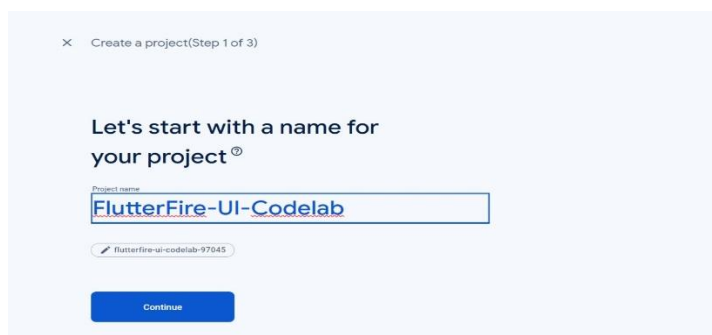 Create a project(Step 1 of 3)
Let's start with a name for
your project
Project name
FlutterFire-UI-Codelab
flutterfire-ui-codelab-97045
Continue